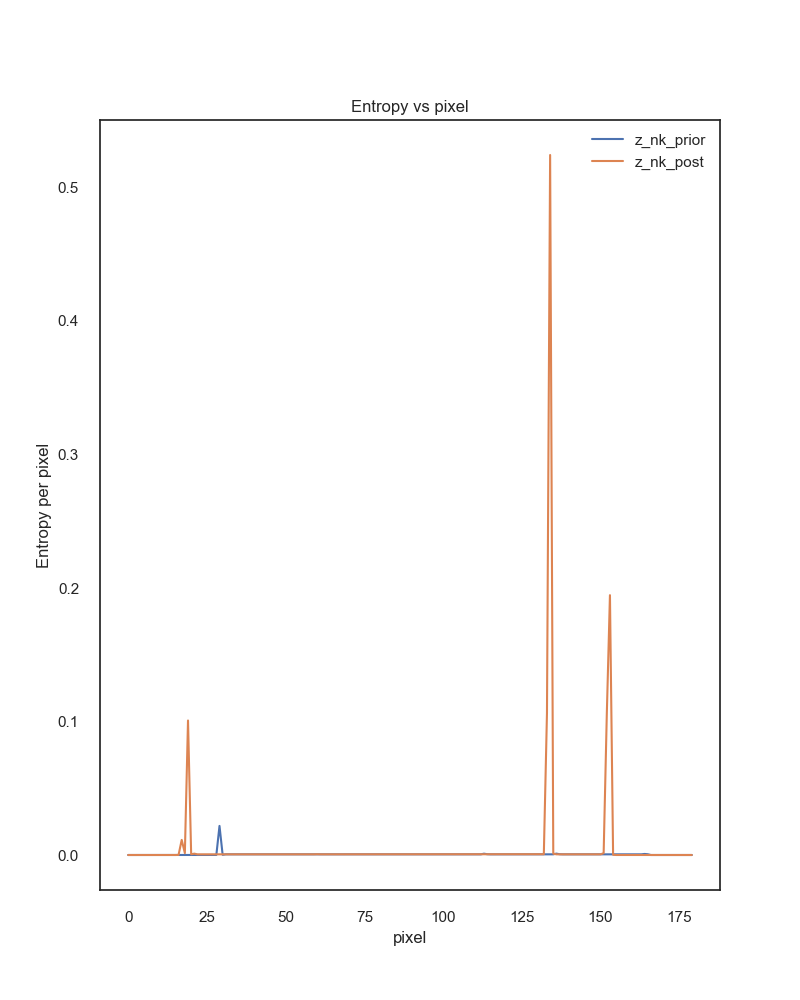 Entropy vs pixel
z_nk_prior
z_nk_post
0.5
0.4
0.3
0.2
0.1
0.0
Entropy per pixel
0 25 50 75 100 125 150 175
pixel